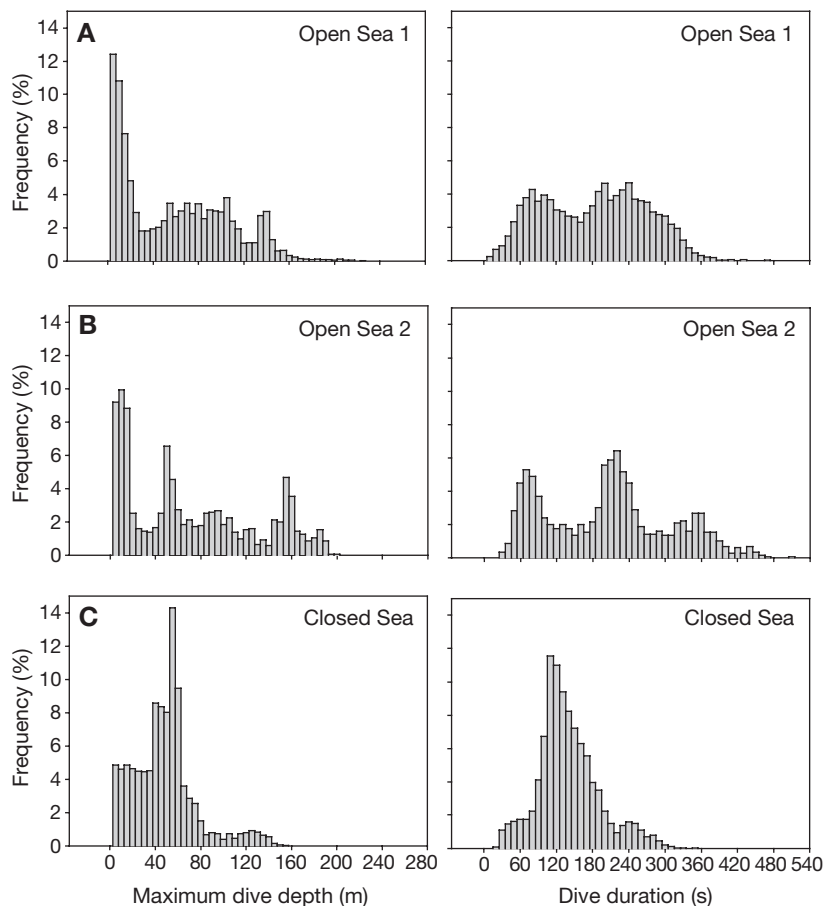 A
Open Sea 1
Open Sea 1
14
12
10
8
6
4
2
0
Frequency (%)
B
Open Sea 2
Open Sea 2
14
12
10
8
6
4
2
0
Frequency (%)
C
Closed Sea
Closed Sea
14
12
10
8
6
4
2
0
Frequency (%)
0 40 80 120 160 200 240 280
0 60 120 180 240 300 360 420 480 540
Maximum dive depth (m)
Dive duration (s)